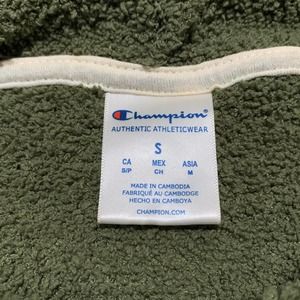 Champion
AUTHENTIC ATHLETICWEAR
S
CA MEX ASIA
S/P CH M
MADE IN CAMBODIA
FABRIQUÉ AU CAMBODGE
HECHO EN CAMBOYA
CHAMPION.COM